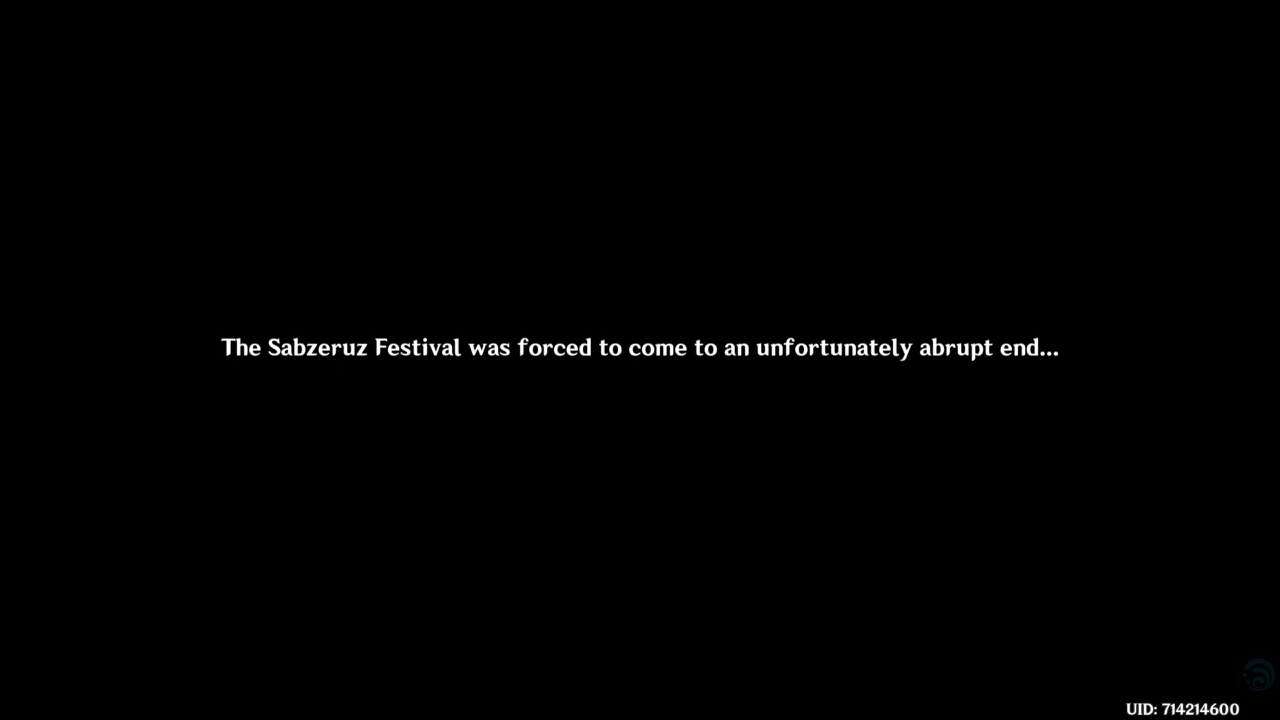 The Sabzeruz Festival was forced to come to an unfortunately abrupt end...
UID: 714214600